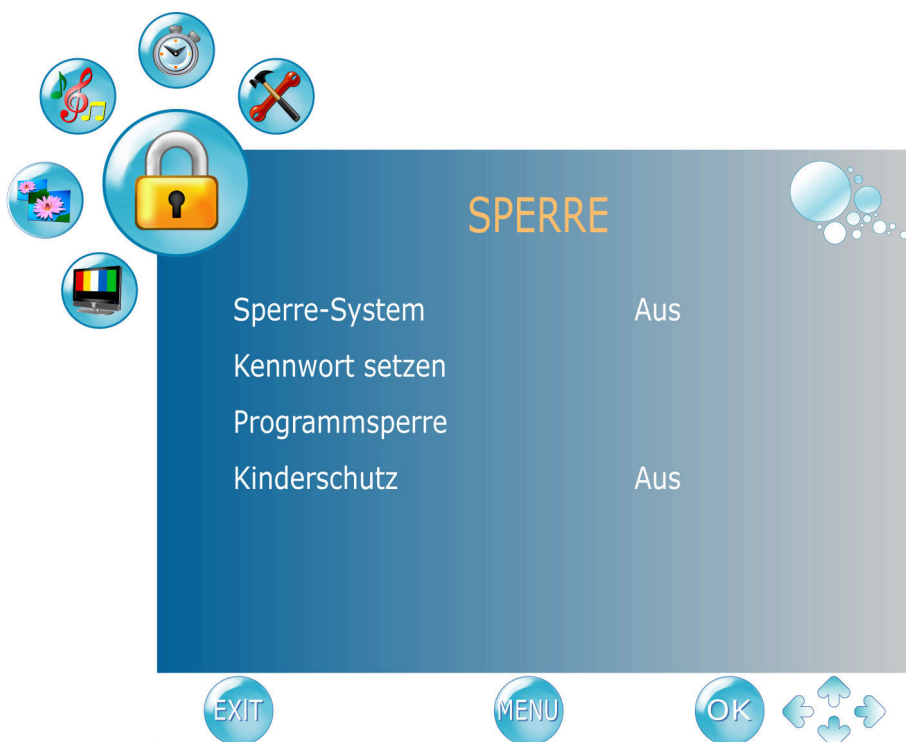 SPERRE
Sperre-System Aus
Kennwort setzen
Programmsperre
Kinderschutz Aus
EXIT MENU OK